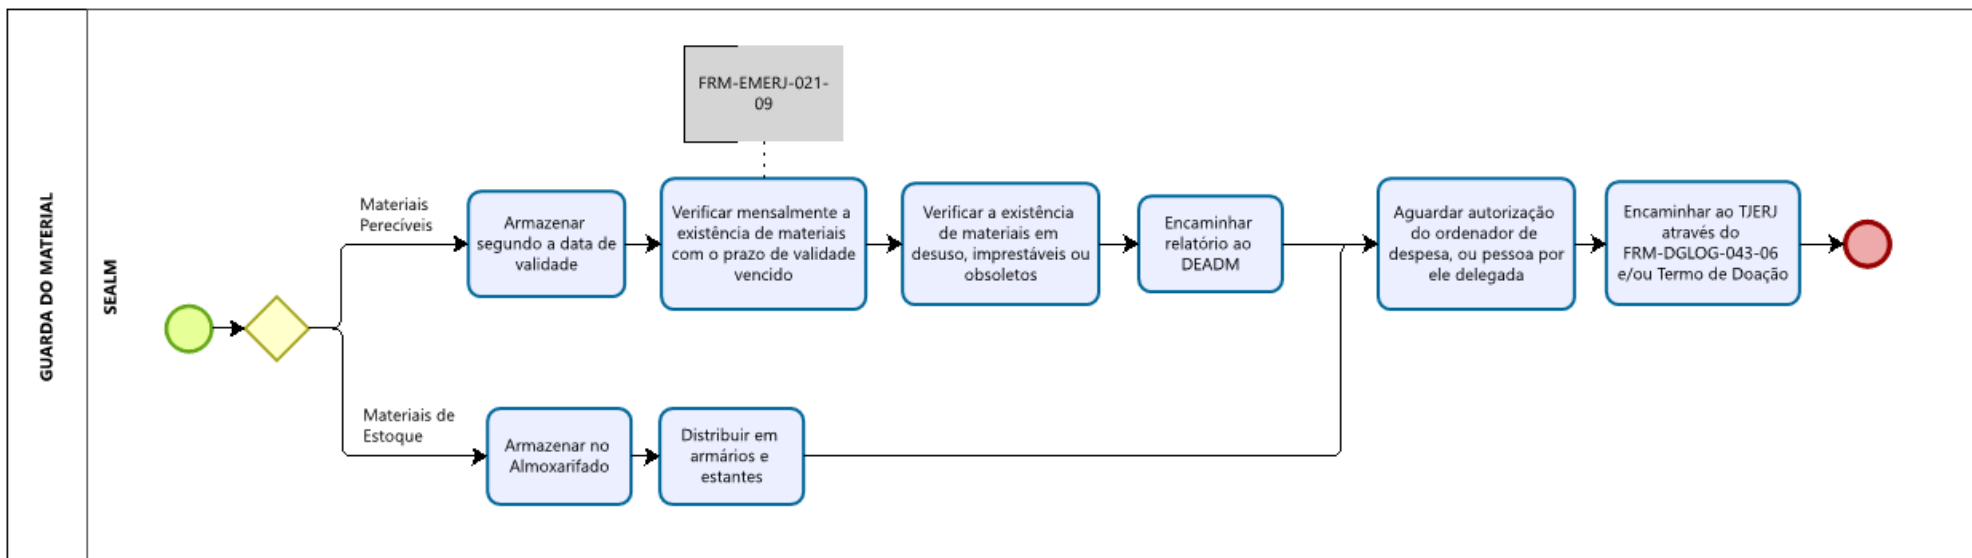 GUARDA DO MATERIAL
SEALM
FRM-EMERJ-021-
09
Materiais
Perecíveis
Armazenar
segundo a data de
validade
Verificar mensalmente a
existência de materiais
com o prazo de validade
vencido
Verificar a existência
de materiais em
desuso, imprestáveis ou
obsoletos
Encaminhar
relatório ao
DEADM
Aguardar autorização
do ordenador de
despesa, ou pessoa por
ele delegada
Encaminhar ao TJERJ
através do
FRM-DGLOG-043-06
e/ou Termo de Doação
Materiais de
Estoque
Armazenar no
Almoxarifado
Distribuir em
armários e
estantes